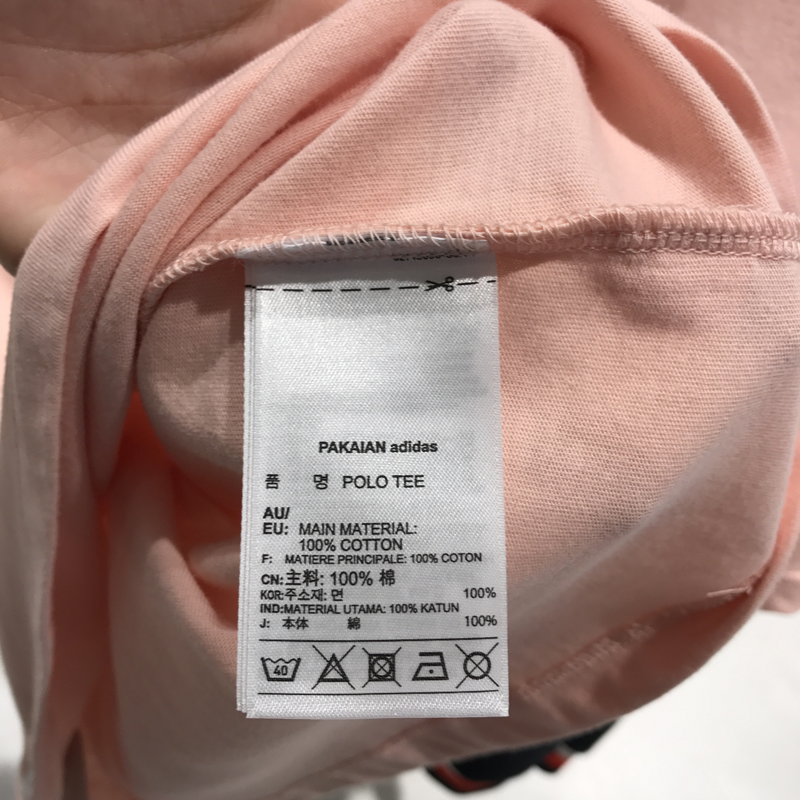 PAKAIAN adidas
품 명 POLO TEE
AU/
EU: MAIN MATERIAL:
100% COTTON
F: MATIERE PRINCIPALE: 100% COTON
CN:主料: 100% 棉
KOR:주소재: 면 100%
IND:MATERIAL UTAMA: 100% KATUN
J: 本体 綿 100%
40